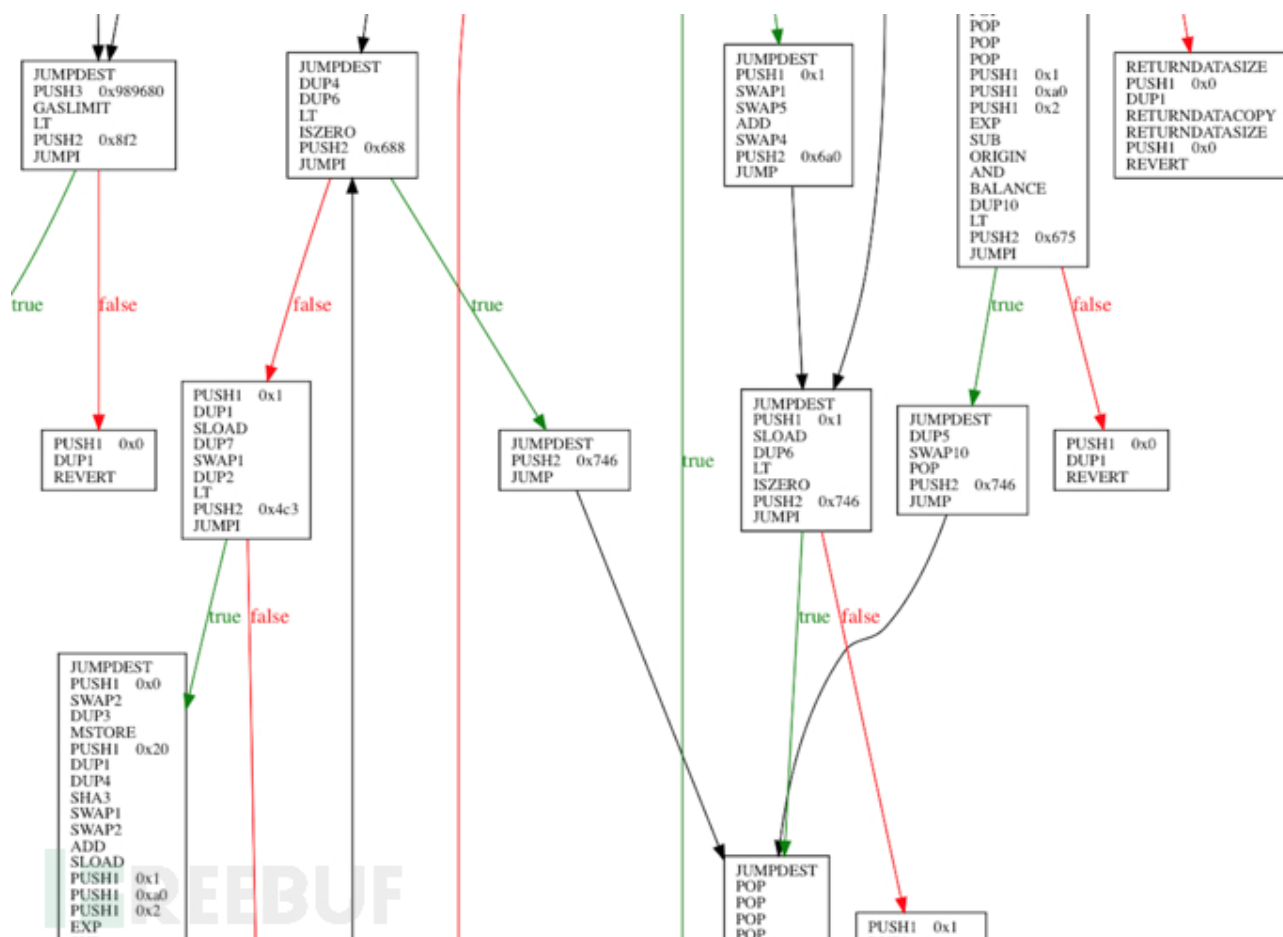 JUMPDEST
PUSH3 0x989680
GASLIMIT
LT
PUSH2 0x8f2
JUMPI
true
false
PUSH1 0x0
DUP1
REVERT
JUMPDEST
DUP4
DUP6
LT
ISZERO
PUSH2 0x688
JUMPI
false
true
PUSH1 0x1
DUP1
SLOAD
DUP7
SWAP1
DUP2
LT
PUSH2 0x4c3
JUMPI
true
false
JUMPDEST
PUSH1 0x0
SWAP2
DUP3
MSTORE
PUSH1 0x20
DUP1
DUP4
SHA3
SWAP1
SWAP2
ADD
SLOAD
PUSH1 0x1
PUSH1 0xa0
PUSH1 0x2
EXP
JUMPDEST
PUSH2 0x746
JUMP
true
JUMPDEST
PUSH1 0x1
SWAP1
SWAP5
ADD
SWAP4
PUSH2 0x6a0
JUMP
JUMPDEST
PUSH1 0x1
SLOAD
DUP6
LT
ISZERO
PUSH2 0x746
JUMPI
true
false
JUMPDEST
POP
POP
POP
POP
PUSH1 0x1
POP
POP
POP
POP
PUSH1 0x1
PUSH1 0xa0
PUSH1 0x2
EXP
SUB
ORIGIN
AND
BALANCE
DUP10
LT
PUSH2 0x675
JUMPI
true
false
JUMPDEST
DUP5
SWAP10
POP
PUSH2 0x746
JUMP
PUSH1 0x0
DUP1
REVERT
RETURNDATASIZE
PUSH1 0x0
DUP1
RETURNDATACOPY
RETURNDATASIZE
PUSH1 0x0
REVERT
FREEBUF